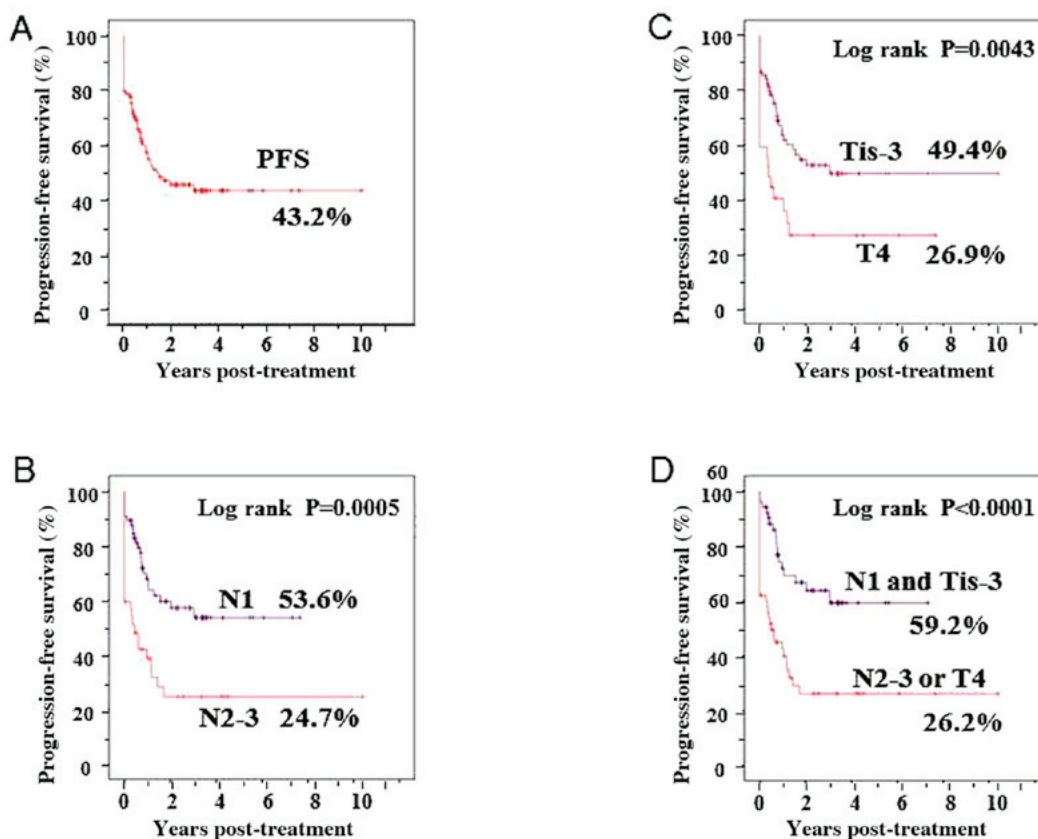 A
Progression-free survival (%)
100
80
60
40
20
0
PFS
43.2%
0 2 4 6 8 10
Years post-treatment
C
Progression-free survival (%)
100
80
60
40
20
0
Log rank P=0.0043
Tis-3 49.4%
T4 26.9%
0 2 4 6 8 10
Years post-treatment
B
Progression-free survival (%)
100
80
60
40
20
0
Log rank P=0.0005
N1 53.6%
N2-3 24.7%
0 2 4 6 8 10
Years post-treatment
D
60
Progression-free survival (%)
100
80
60
40
20
0
Log rank P<0.0001
N1 and Tis-3
59.2%
N2-3 or T4
26.2%
0 2 4 6 8 10
Years post-treatment